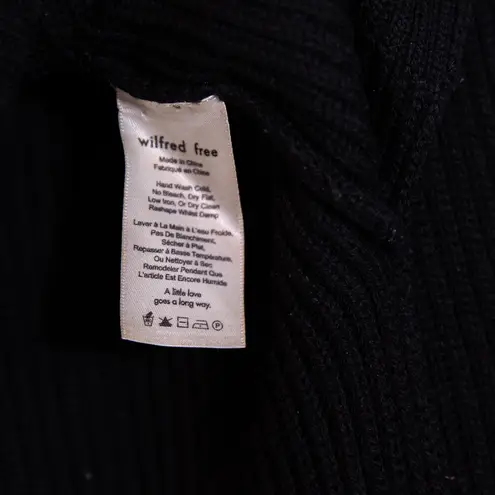 wilfred free
Made in China
Fabriqué en Chine
Hand Wash Cold,
No Bleach, Dry Flat,
Low Iron, Or Dry Clean
Reshape Whilst Damp
Laver à La Main à L'eau Froide,
Pas De Blanchiment,
Sécher à Plat,
Repasser à Basse Température,
Ou Nettoyer à Sec
Remodeler Pendant Que
L'article Est Encore Humide
A little love
goes a long way.
P